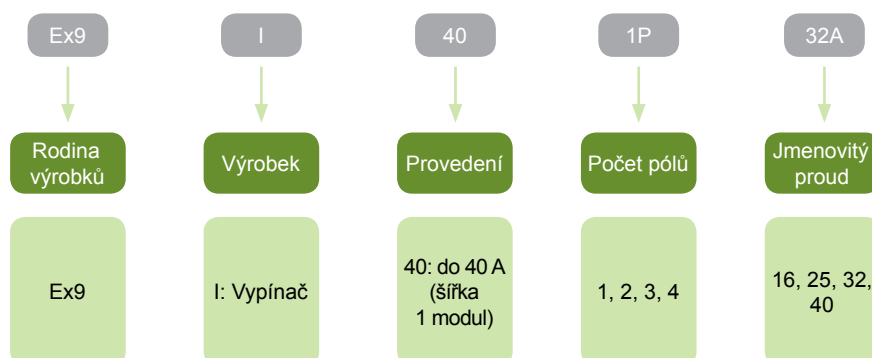 Ex9
I
40
1P
32A
Rodina
výrobků
Výrobek
Provedení
Počet pólů
Jmenovitý
proud
Ex9
I: Vypínač
40: do 40 A
(šířka
1 modul)
1, 2, 3, 4
16, 25, 32,
40